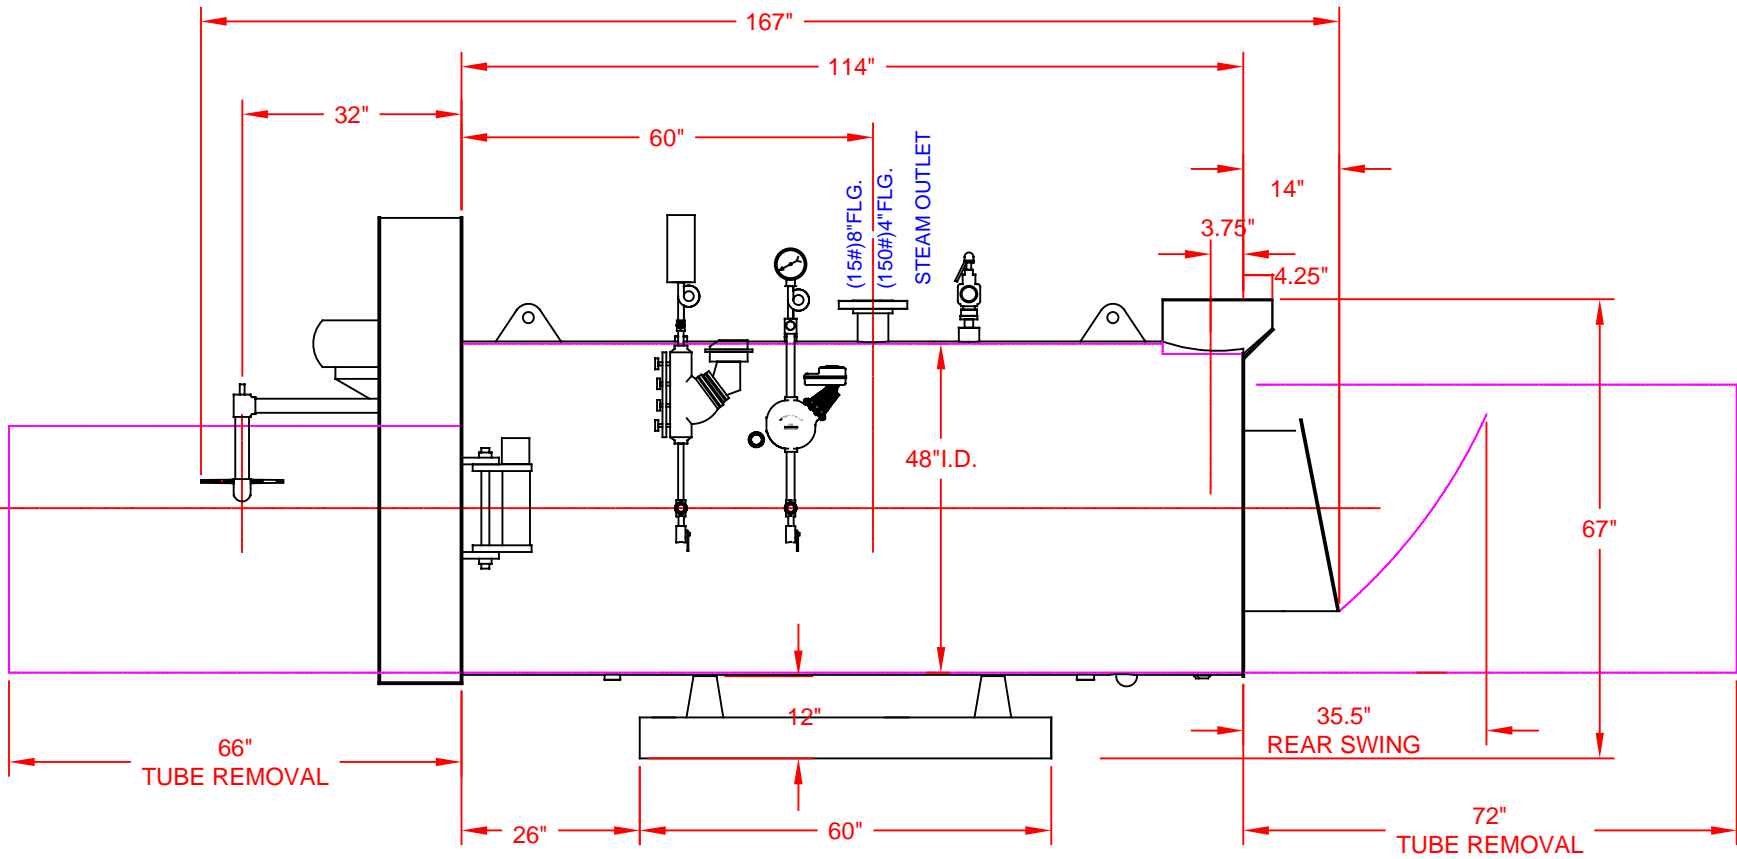 167"
114"
32"
60"
(15#)8"FLG.
(150#)4"FLG.
STEAM OUTLET
14"
3.75"
4.25"
48"I.D.
67"
12"
35.5"
REAR SWING
66"
TUBE REMOVAL
26"
60"
72"
TUBE REMOVAL